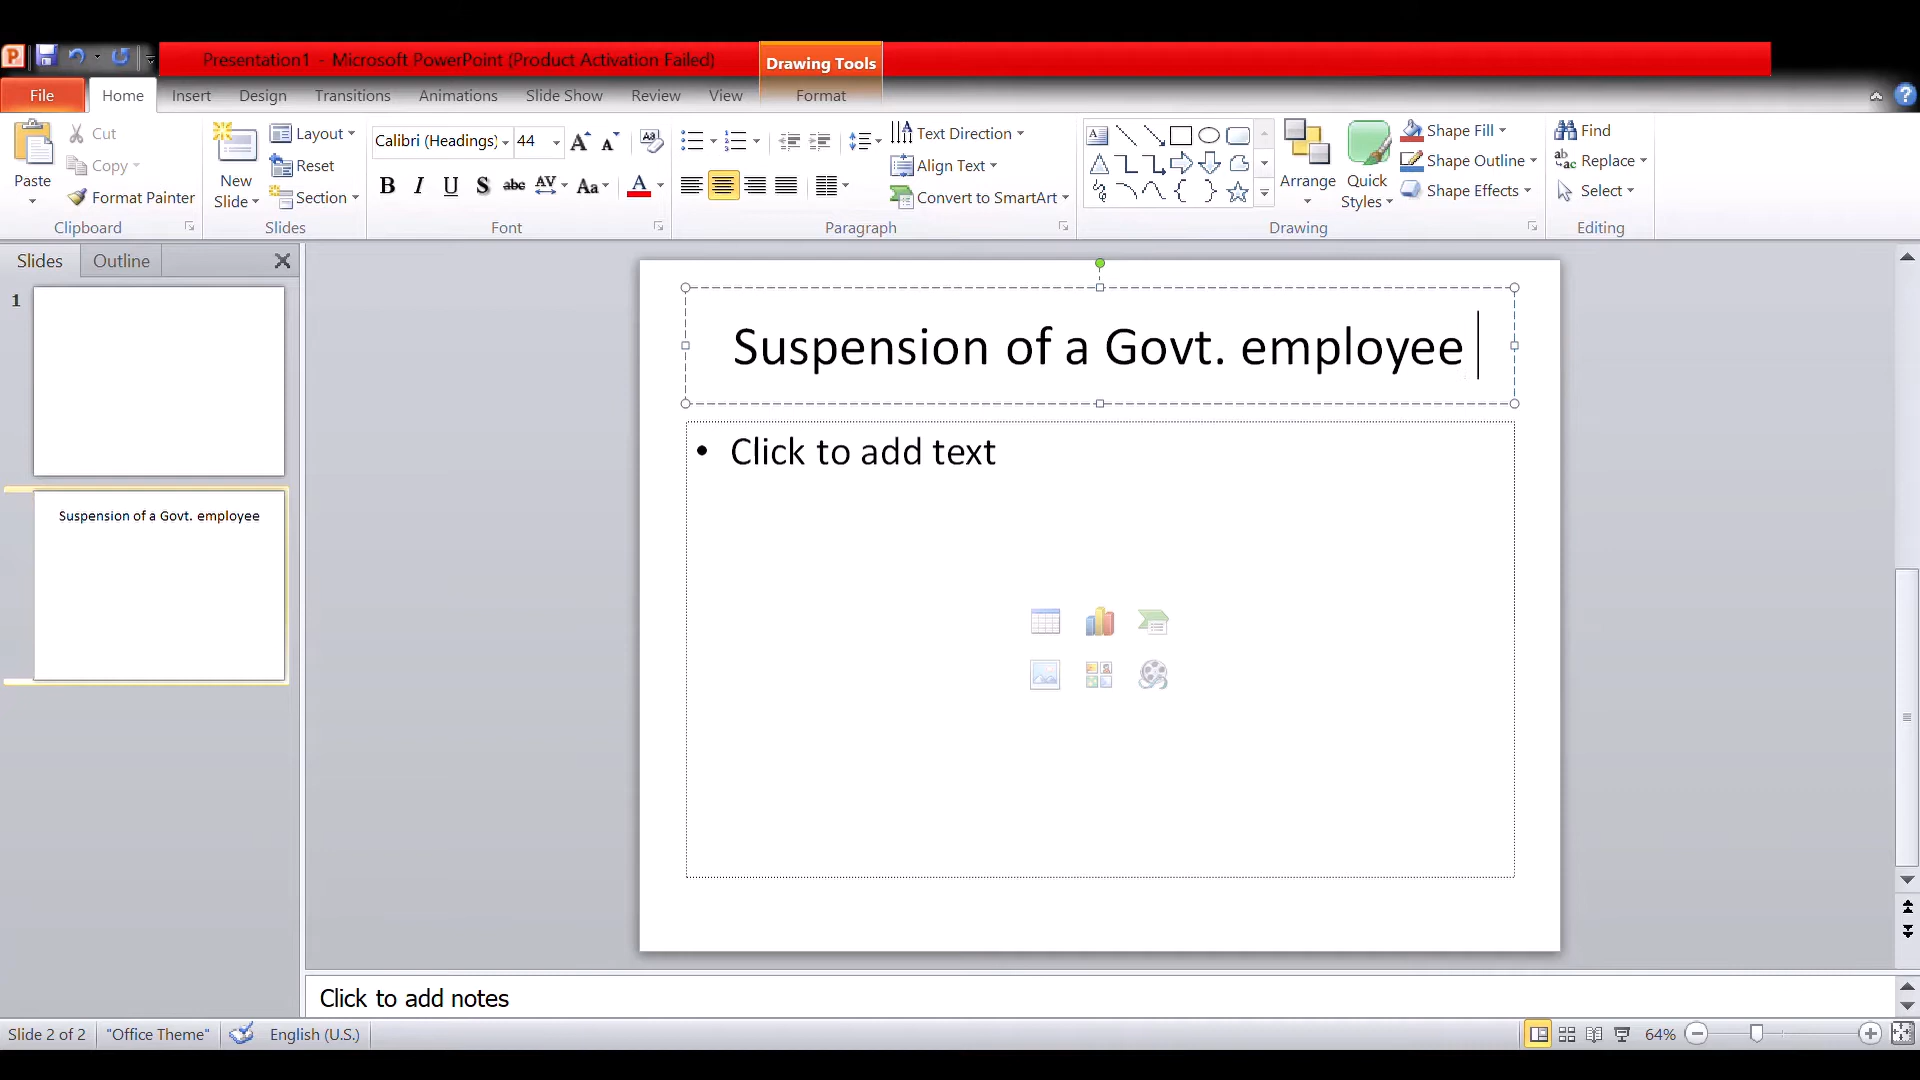 Presentation1 - Microsoft PowerPoint (Product Activation Failed)
Drawing Tools
File Home Insert Design Transitions Animations Slide Show Review View Format
Paste
Cut
Copy
Format Painter
Clipboard
New Slide
Layout
Reset
Section
Slides
Calibri (Headings) 44
B I U S abc AV Aa A
Font
Text Direction
Align Text
Convert to SmartArt
Paragraph
Arrange
Quick Styles
Shape Fill
Shape Outline
Shape Effects
Drawing
Find
Replace
Select
Editing
Slides Outline
1
Suspension of a Govt. employee
Suspension of a Govt. employee
• Click to add text
Click to add notes
Slide 2 of 2 "Office Theme" English (U.S.) 64%